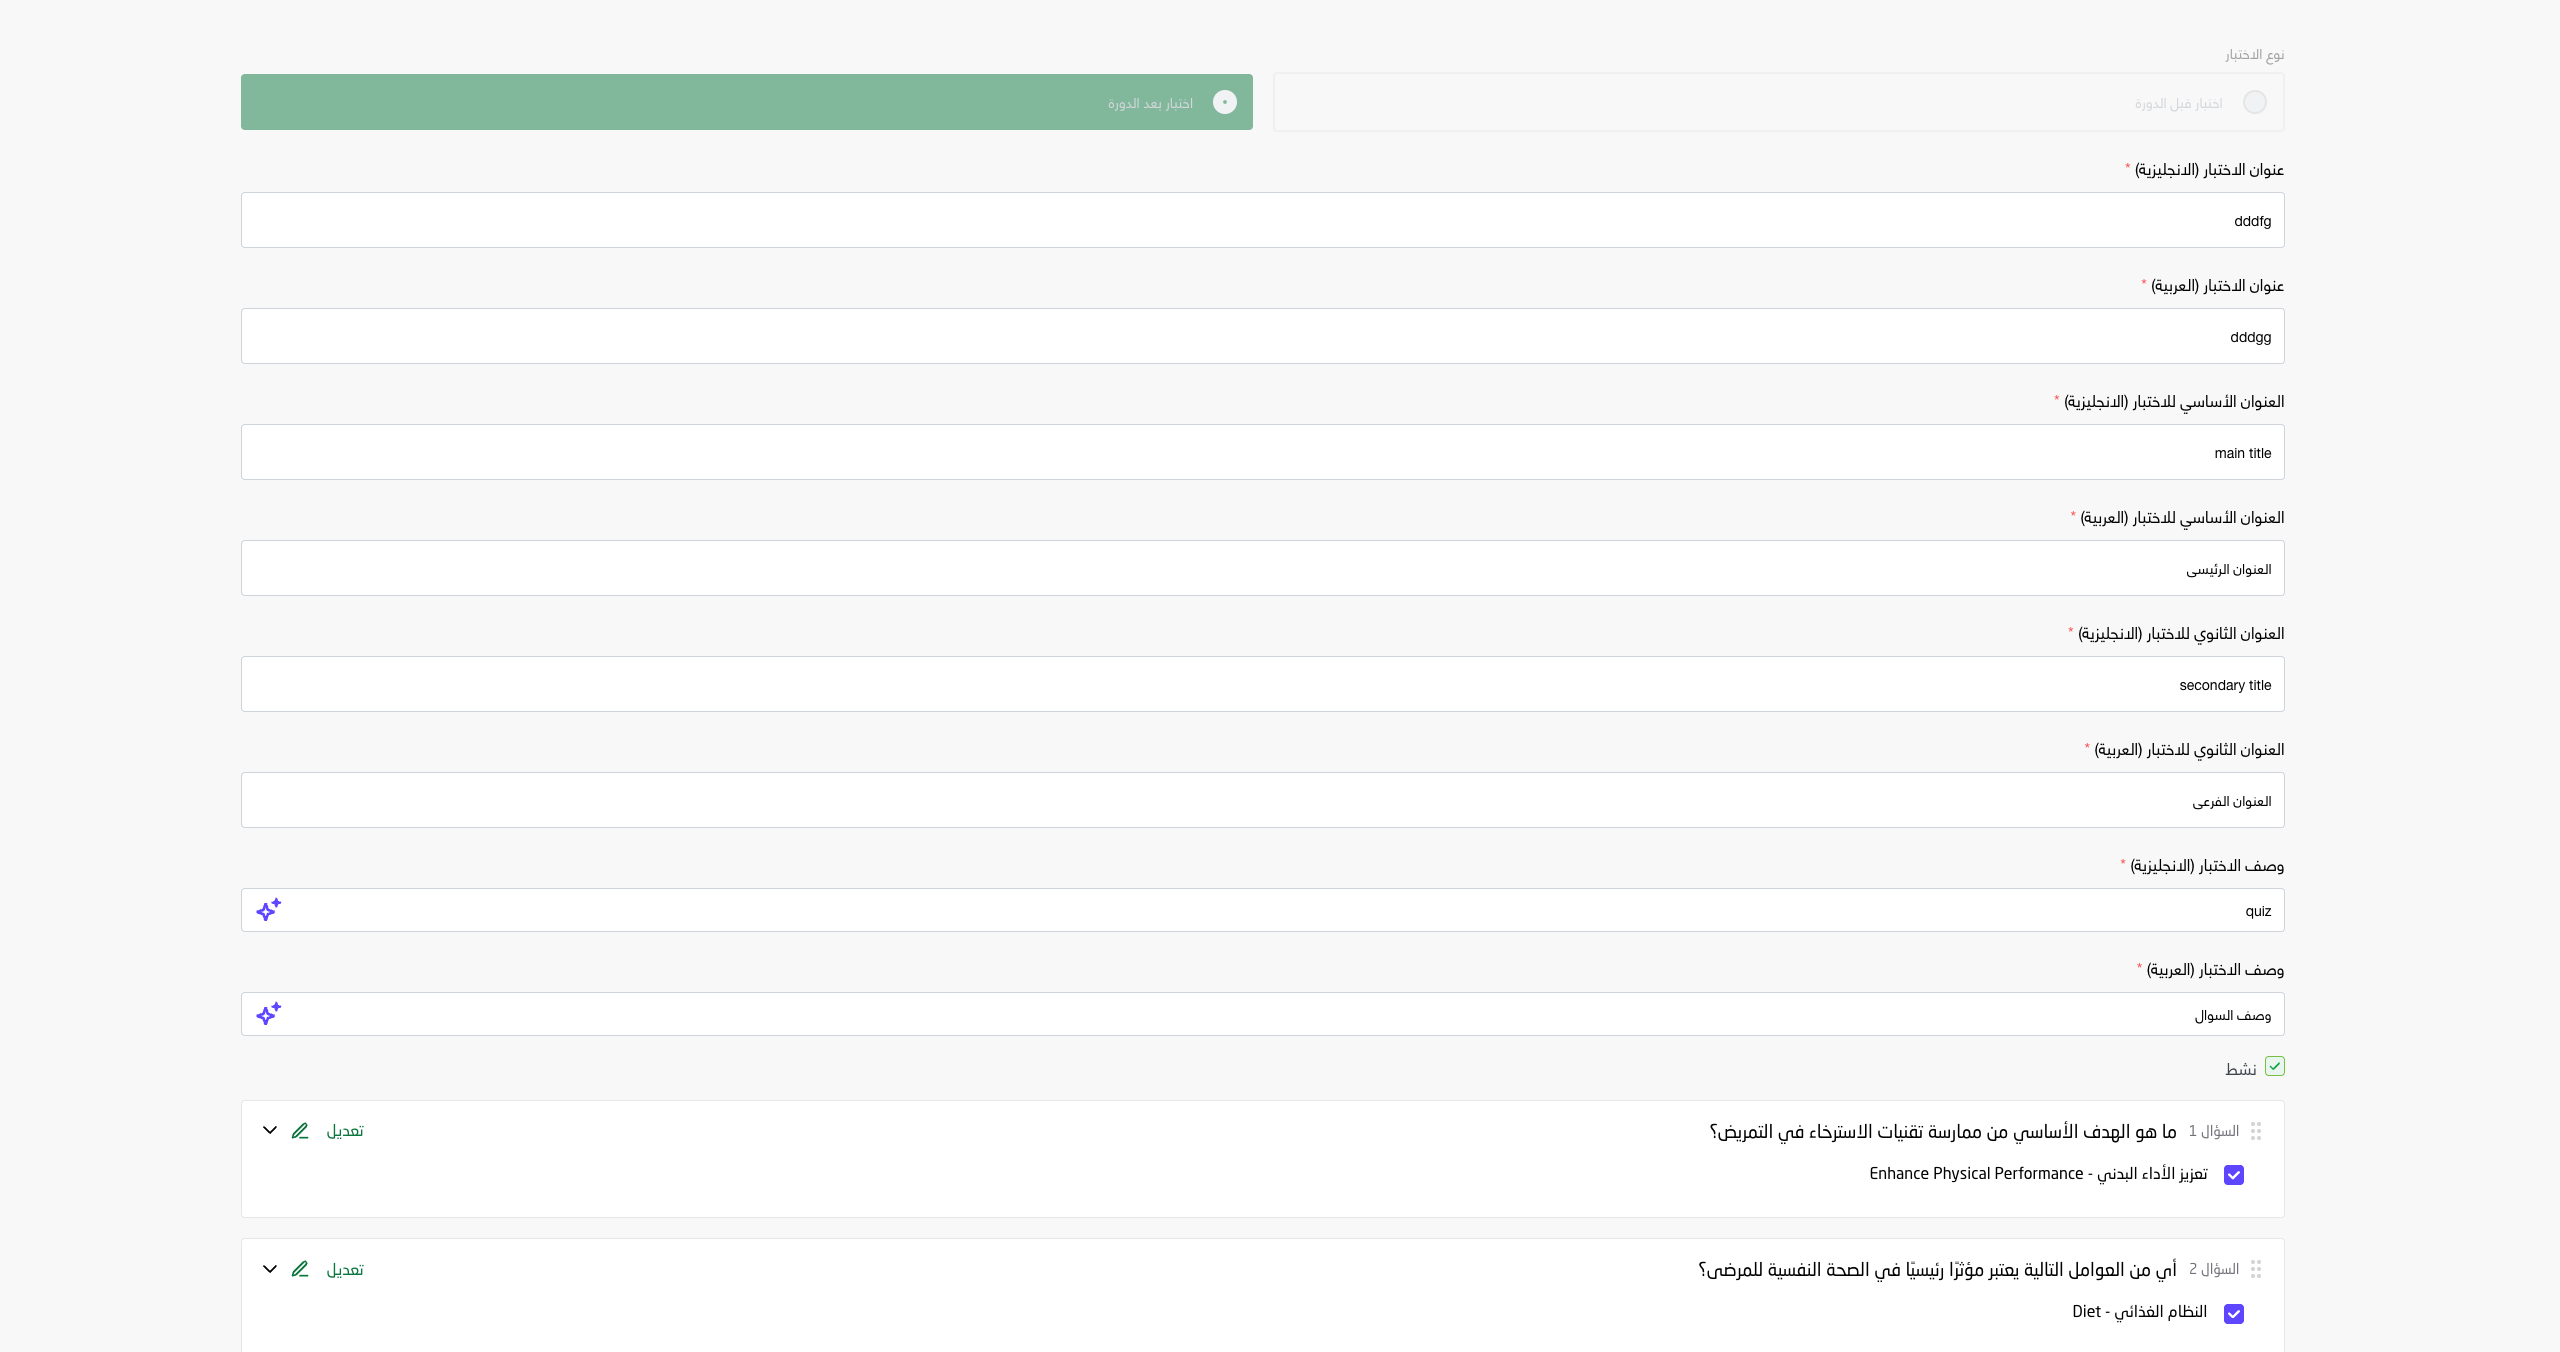 نوع الاختبار
اختبار قبل الدورة
اختبار بعد الدورة
عنوان الاختبار (الانجليزية) *
dddfg
عنوان الاختبار (العربية) *
dddgg
العنوان الأساسي للاختبار (الانجليزية) *
main title
العنوان الأساسي للاختبار (العربية) *
العنوان الرئيسى
العنوان الثانوي للاختبار (الانجليزية) *
secondary title
العنوان الثانوي للاختبار (العربية) *
العنوان الفرعى
وصف الاختبار (الانجليزية) *
quiz
وصف الاختبار (العربية) *
وصف السوال
نشط
السؤال 1 ما هو الهدف الأساسي من ممارسة تقنيات الاسترخاء في التمريض؟ تعديل
تعزيز الأداء البدني - Enhance Physical Performance
السؤال 2 أي من العوامل التالية يعتبر مؤثرًا رئيسيًا في الصحة النفسية للمرضى؟ تعديل
النظام الغذائي - Diet